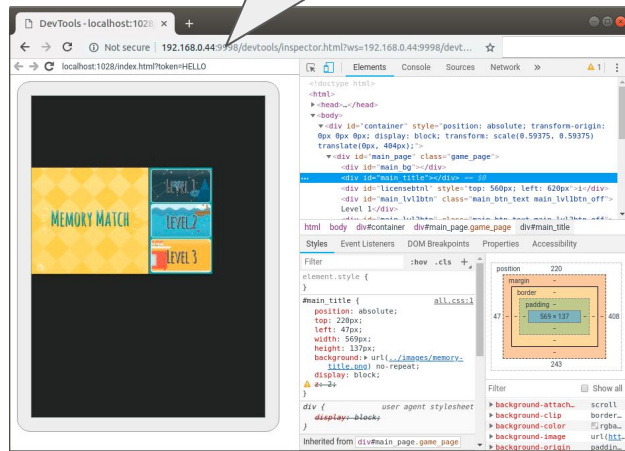 DevTools - localhost:1028
Not secure | 192.168.0.44:9998/devtools/inspector.html?ws=192.168.0.44:9998/devt...
localhost:1028/index.html?token=HELLO
MEMORY MATCH
LEVEL 1
LEVEL 2
LEVEL 3
Elements Console Sources Network » 1
<!doctype html>
<html>
<head>…</head>
<body>
<div id="container" style="position: absolute; transform-origin:
0px 0px 0px; display: block; transform: scale(0.59375, 0.59375)
translate(0px, 404px);">
<div id="main_page" class="game_page">
<div id="main_bg"></div>
... <div id="main_title"></div> == $0
<div id="licensebtnl" style="top: 560px; left: 620px">i</div>
<div id="main_lvl1btn" class="main_btn_text main_lvl1btn_off">
Level 1</div>
<div id="main_lvl2btn" class="main_btn_text main_lvl2btn_off">
html body div#container div#main_page.game_page div#main_title
Styles Event Listeners DOM Breakpoints Properties Accessibility
Filter :hov .cls +
element.style {
}
#main_title { all.css:1
position: absolute;
top: 220px;
left: 47px;
width: 569px;
height: 137px;
background: url(../images/memory-
title.png) no-repeat;
display: block;
z: 2;
}
div { user agent stylesheet
display: block;
}
Inherited from div#main_page.game_page
position 220
margin -
border -
padding -
47 - - - 569 × 137 - - - 408
-
-
-
243
Filter Show all
background-attach… scroll
background-clip border…
background-color rgba…
background-image url(htt…
background-origin paddin…